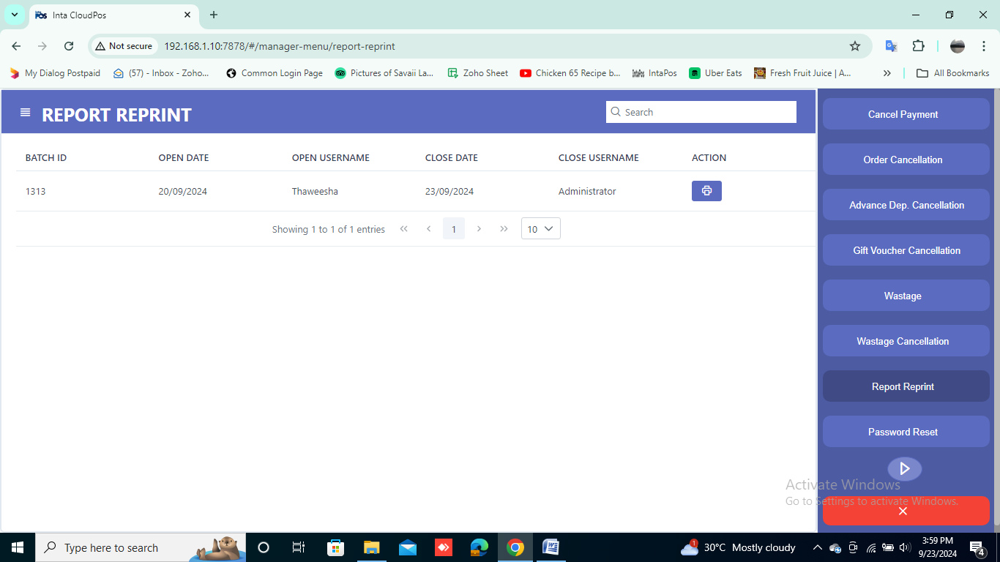 Inta CloudPos
Not secure 192.168.1.10:7878/#/manager-menu/report-reprint
My Dialog Postpaid (57) - Inbox - Zoho... Common Login Page Pictures of Savaii La... Zoho Sheet Chicken 65 Recipe b... IntaPos Uber Eats Fresh Fruit Juice | A... All Bookmarks
REPORT REPRINT Search
BATCH ID OPEN DATE OPEN USERNAME CLOSE DATE CLOSE USERNAME ACTION
1313 20/09/2024 Thaweesha 23/09/2024 Administrator
Showing 1 to 1 of 1 entries 1 10
Cancel Payment
Order Cancellation
Advance Dep. Cancellation
Gift Voucher Cancellation
Wastage
Wastage Cancellation
Report Reprint
Password Reset
Activate Windows
Go to Settings to activate Windows.
Type here to search 1 30°C Mostly cloudy 3:59 PM
9/23/2024 4